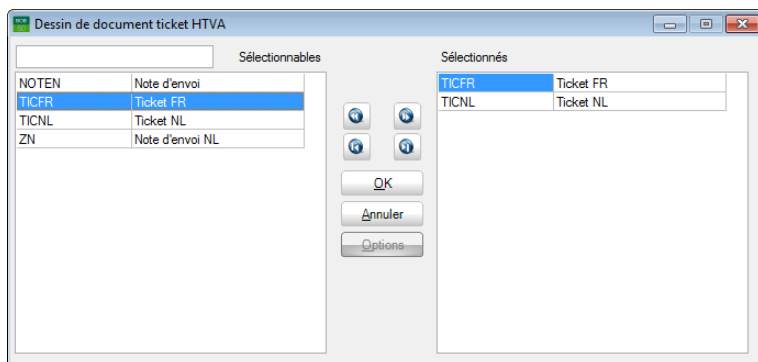 Dessin de document ticket HTVA
Sélectionnables
Sélectionnés
NOTEN Note d'envoi
TICFR Ticket FR
TICNL Ticket NL
ZN Note d'envoi NL
TICFR Ticket FR
TICNL Ticket NL
OK
Annuler
Options